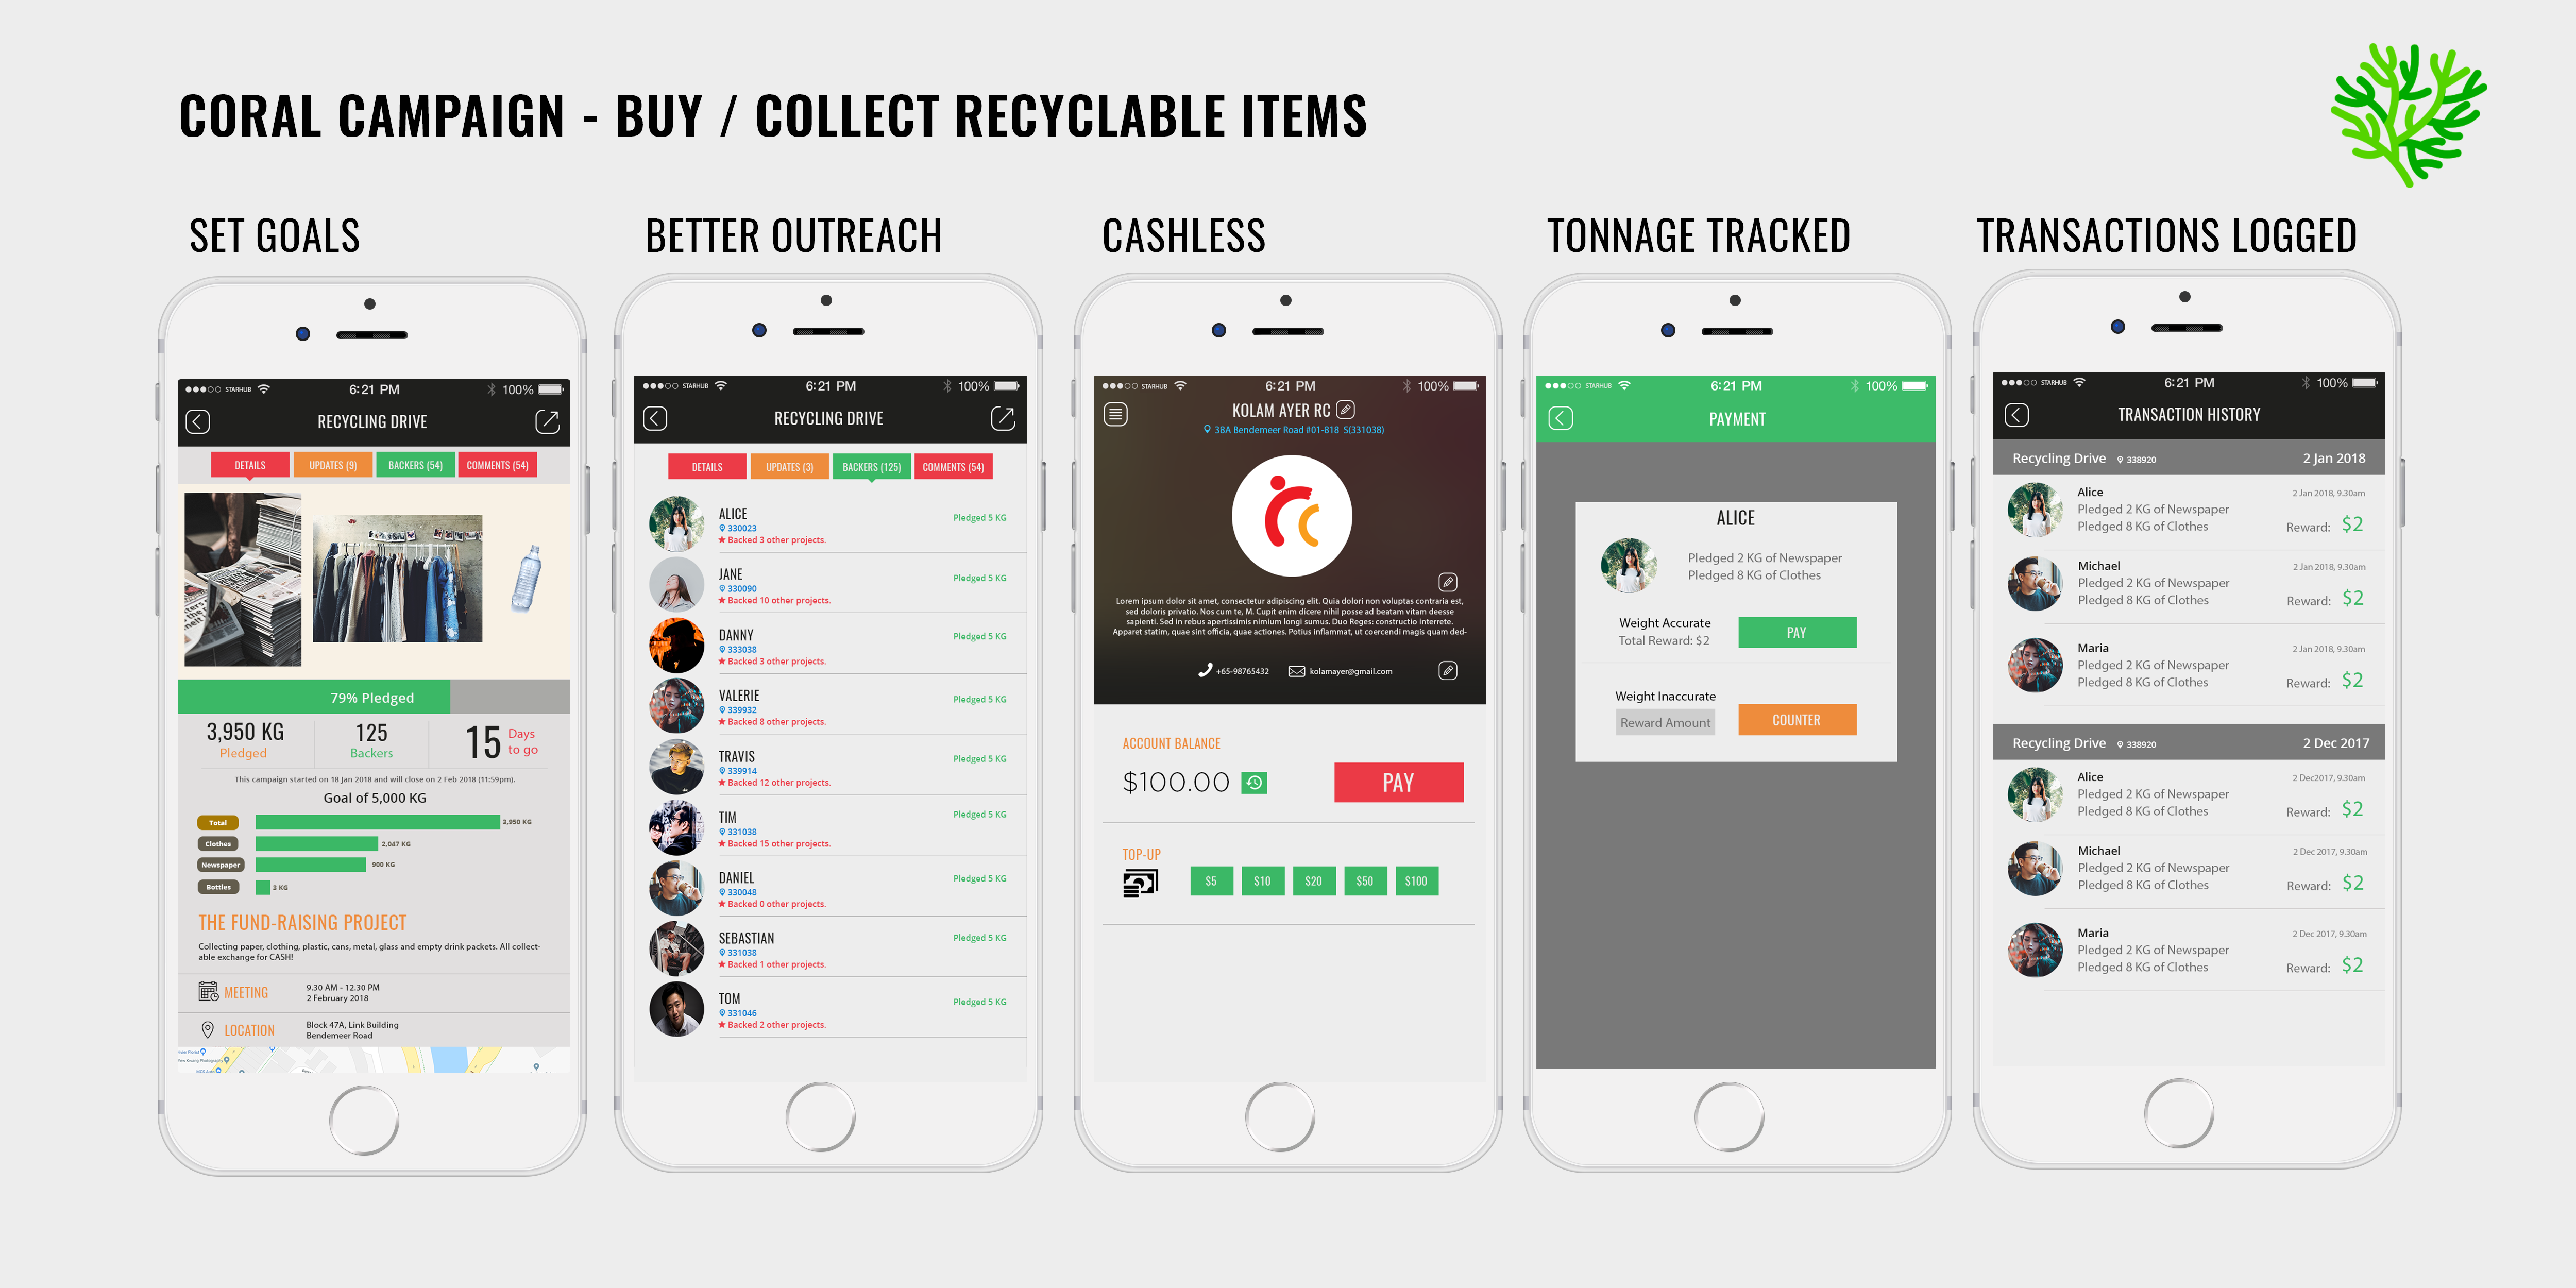 CORAL CAMPAIGN - BUY / COLLECT RECYCLABLE ITEMS
SET GOALS
STARHUB 6:21 PM 100%
RECYCLING DRIVE
DETAILS UPDATES (9) BACKERS (54) COMMENTS (54)
79% Pledged
3,950 KG 125 15 Days to go
Pledged Backers
This campaign started on 18 Jan 2018 and will close on 2 Feb 2018 (11:59pm).
Goal of 5,000 KG
Total 3,950 KG
Clothes 2,047 KG
Newspaper 900 KG
Bottles 3 KG
THE FUND-RAISING PROJECT
Collecting paper, clothing, plastic, cans, metal, glass and empty drink packets. All collect-
able exchange for CASH!
MEETING 9.30 AM - 12.30 PM
2 February 2018
LOCATION Block 47A, Link Building
Bendemeer Road
BETTER OUTREACH
STARHUB 6:21 PM 100%
RECYCLING DRIVE
DETAILS UPDATES (3) BACKERS (125) COMMENTS (54)
ALICE Pledged 5 KG
330023
Backed 3 other projects.
JANE Pledged 5 KG
330090
Backed 10 other projects.
DANNY Pledged 5 KG
333038
Backed 3 other projects.
VALERIE Pledged 5 KG
339932
Backed 8 other projects.
TRAVIS Pledged 5 KG
339914
Backed 12 other projects.
TIM Pledged 5 KG
331038
Backed 15 other projects.
DANIEL Pledged 5 KG
330048
Backed 0 other projects.
SEBASTIAN Pledged 5 KG
331038
Backed 1 other projects.
TOM Pledged 5 KG
331046
Backed 2 other projects.
CASHLESS
STARHUB 6:21 PM 100%
KOLAM AYER RC
38A Bendemeer Road #01-818 S(331038)
Lorem ipsum dolor sit amet, consectetur adipiscing elit. Quia dolori non voluptas contraria est,
sed doloris privatio. Nos cum te, M. Cupit enim dicere nihil posse ad beatam vitam deesse
sapienti. Sed in rebus apertissimis nimium longi sumus. Duo Reges: constructio interrete.
Apparet statim, quae sint officia, quae actiones. Potius inflammat, ut coercendi magis quam ded-
+65-98765432 kolamayer@gmail.com
ACCOUNT BALANCE
$100.00 PAY
TOP-UP
$5 $10 $20 $50 $100
TONNAGE TRACKED
STARHUB 6:21 PM 100%
PAYMENT
ALICE
Pledged 2 KG of Newspaper
Pledged 8 KG of Clothes
Weight Accurate
Total Reward: $2 PAY
Weight Inaccurate
Reward Amount COUNTER
TRANSACTIONS LOGGED
STARHUB 6:21 PM 100%
TRANSACTION HISTORY
Recycling Drive 338920 2 Jan 2018
Alice 2 Jan 2018, 9.30am
Pledged 2 KG of Newspaper
Pledged 8 KG of Clothes Reward: $2
Michael 2 Jan 2018, 9.30am
Pledged 2 KG of Newspaper
Pledged 8 KG of Clothes Reward: $2
Maria 2 Jan 2018, 9.30am
Pledged 2 KG of Newspaper
Pledged 8 KG of Clothes Reward: $2
Recycling Drive 338920 2 Dec 2017
Alice 2 Dec2017, 9.30am
Pledged 2 KG of Newspaper
Pledged 8 KG of Clothes Reward: $2
Michael 2 Dec 2017, 9.30am
Pledged 2 KG of Newspaper
Pledged 8 KG of Clothes Reward: $2
Maria 2 Dec 2017, 9.30am
Pledged 2 KG of Newspaper
Pledged 8 KG of Clothes Reward: $2